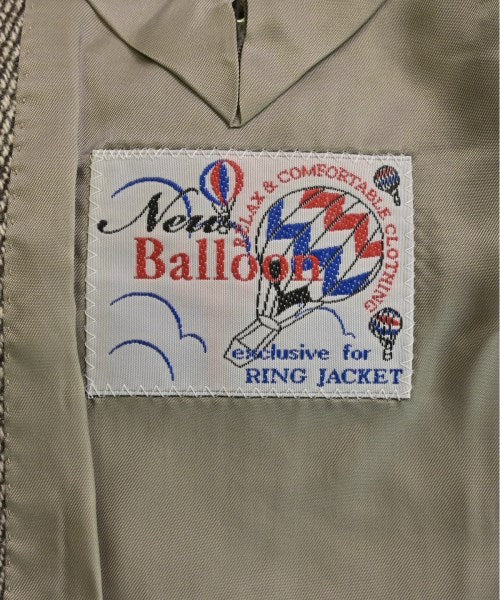 New
Balloon
RELAX & COMFORTABLE CLOTHING
exclusive for
RING JACKET